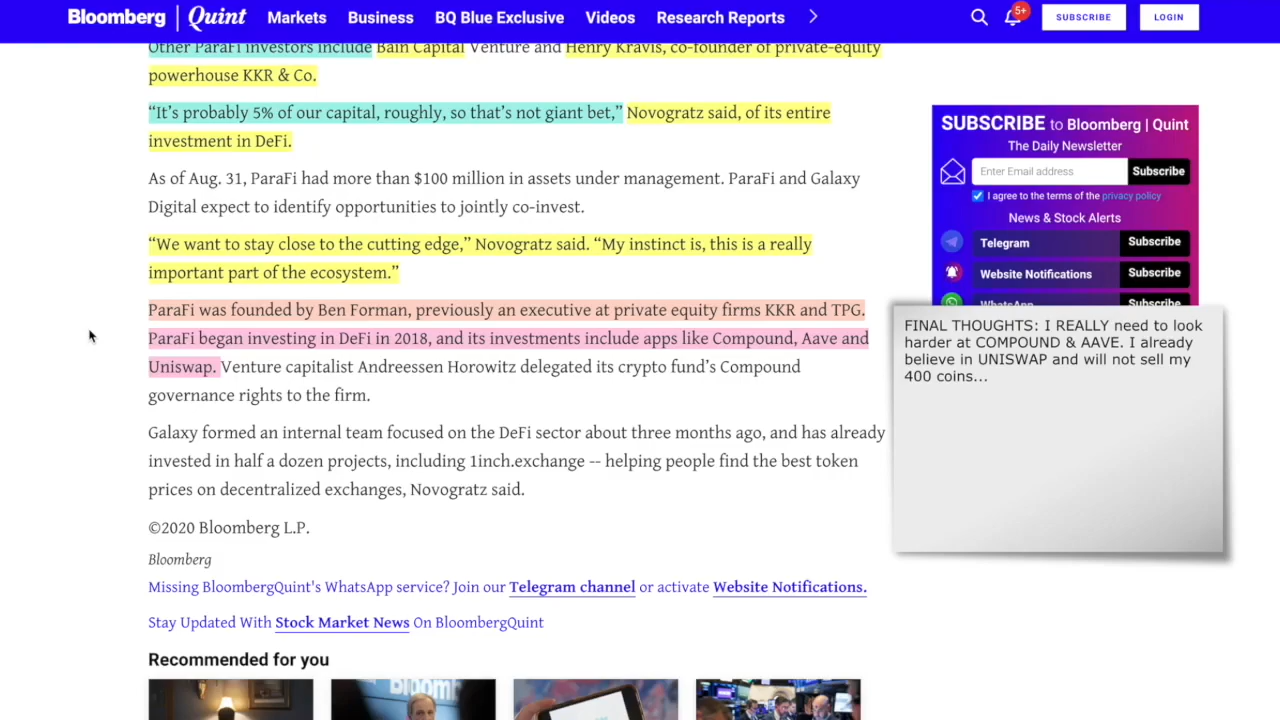 Bloomberg | Quint Markets Business BQ Blue Exclusive Videos Research Reports 5+ SUBSCRIBE LOGIN
Other ParaFi investors include Bain Capital Venture and Henry Kravis, co-founder of private-equity
powerhouse KKR & Co.
“It’s probably 5% of our capital, roughly, so that’s not giant bet,” Novogratz said, of its entire
investment in DeFi.
As of Aug. 31, ParaFi had more than $100 million in assets under management. ParaFi and Galaxy
Digital expect to identify opportunities to jointly co-invest.
“We want to stay close to the cutting edge,” Novogratz said. “My instinct is, this is a really
important part of the ecosystem.”
ParaFi was founded by Ben Forman, previously an executive at private equity firms KKR and TPG.
ParaFi began investing in DeFi in 2018, and its investments include apps like Compound, Aave and
Uniswap. Venture capitalist Andreessen Horowitz delegated its crypto fund’s Compound
governance rights to the firm.
Galaxy formed an internal team focused on the DeFi sector about three months ago, and has already
invested in half a dozen projects, including 1inch.exchange -- helping people find the best token
prices on decentralized exchanges, Novogratz said.
©2020 Bloomberg L.P.
Bloomberg
Missing BloombergQuint's WhatsApp service? Join our Telegram channel or activate Website Notifications.
Stay Updated With Stock Market News On BloombergQuint
Recommended for you
Bloomb
SUBSCRIBE to Bloomberg | Quint
The Daily Newsletter
Enter Email address Subscribe
I agree to the terms of the privacy policy
News & Stock Alerts
Telegram Subscribe
Website Notifications Subscribe
WhatsApp Subscribe
FINAL THOUGHTS: I REALLY need to look
harder at COMPOUND & AAVE. I already
believe in UNISWAP and will not sell my
400 coins...